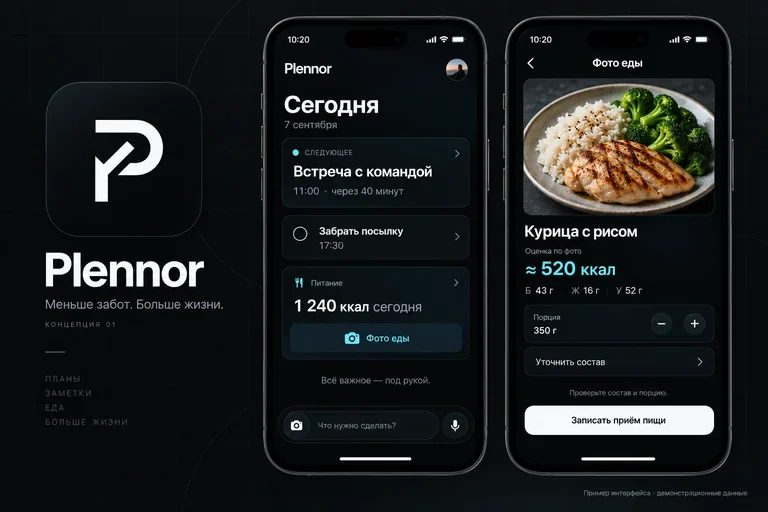 Plennor
Меньше забот. Больше жизни.
КОНЦЕПЦИЯ 01
ПЛАНЫ
ЗАМЕТКИ
ЕДА
БОЛЬШЕ ЖИЗНИ
10:20
Plennor
Сегодня
7 сентября
СЛЕДУЮЩЕЕ
Встреча с командой
11:00 · через 40 минут
Забрать посылку
17:30
Питание
1 240 ккал сегодня
Фото еды
Всё важное — под рукой.
Что нужно сделать?
10:20
Фото еды
Курица с рисом
Оценка по фото
≈ 520 ккал
Б 43 г Ж 16 г У 52 г
Порция
350 г
Уточнить состав
Проверьте состав и порцию.
Записать приём пищи
Пример интерфейса · демонстрационные данные